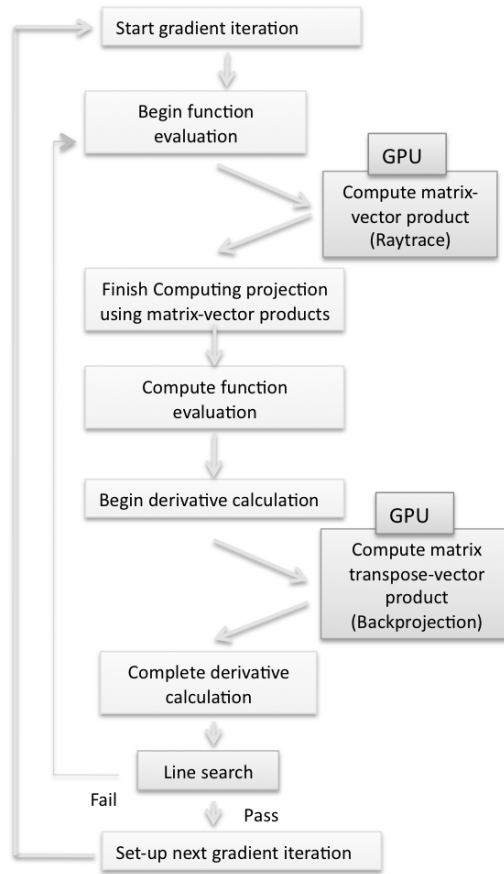 Start gradient iteration
Begin function
evaluation
GPU
Compute matrix-
vector product
(Raytrace)
Finish Computing projection
using matrix-vector products
Compute function
evaluation
Begin derivative calculation
GPU
Compute matrix
transpose-vector
product
(Backprojection)
Complete derivative
calculation
Line search
Fail
Pass
Set-up next gradient iteration